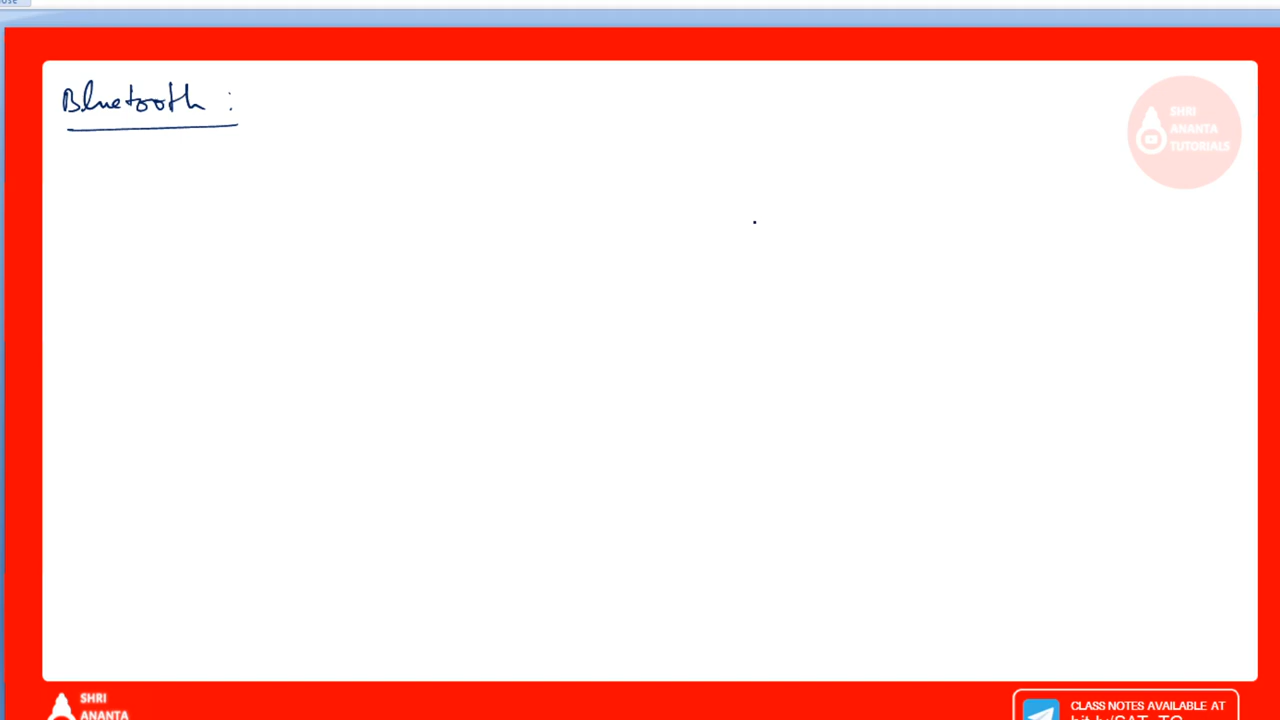 Bluetooth :
SHRI
ANANTA
TUTORIALS
SHRI
ANANTA
CLASS NOTES AVAILABLE AT